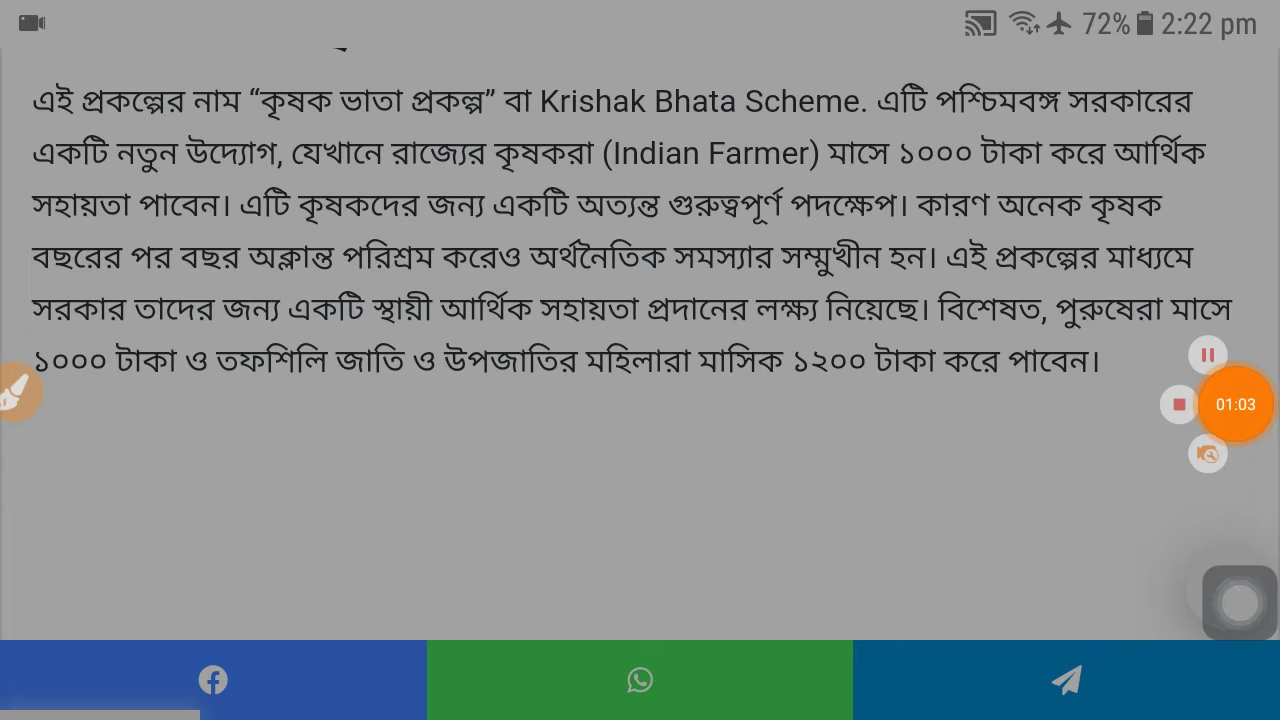 72% 2:22 pm
এই প্রকল্পের নাম “কৃষক ভাতা প্রকল্প” বা Krishak Bhata Scheme. এটি পশ্চিমবঙ্গ সরকারের
একটি নতুন উদ্যোগ, যেখানে রাজ্যের কৃষকরা (Indian Farmer) মাসে ১০০০ টাকা করে আর্থিক
সহায়তা পাবেন। এটি কৃষকদের জন্য একটি অত্যন্ত গুরুত্বপূর্ণ পদক্ষেপ। কারণ অনেক কৃষক
বছরের পর বছর অক্লান্ত পরিশ্রম করেও অর্থনৈতিক সমস্যার সম্মুখীন হন। এই প্রকল্পের মাধ্যমে
সরকার তাদের জন্য একটি স্থায়ী আর্থিক সহায়তা প্রদানের লক্ষ্য নিয়েছে। বিশেষত, পুরুষেরা মাসে
১০০০ টাকা ও তফশিলি জাতি ও উপজাতির মহিলারা মাসিক ১২০০ টাকা করে পাবেন।
01:03